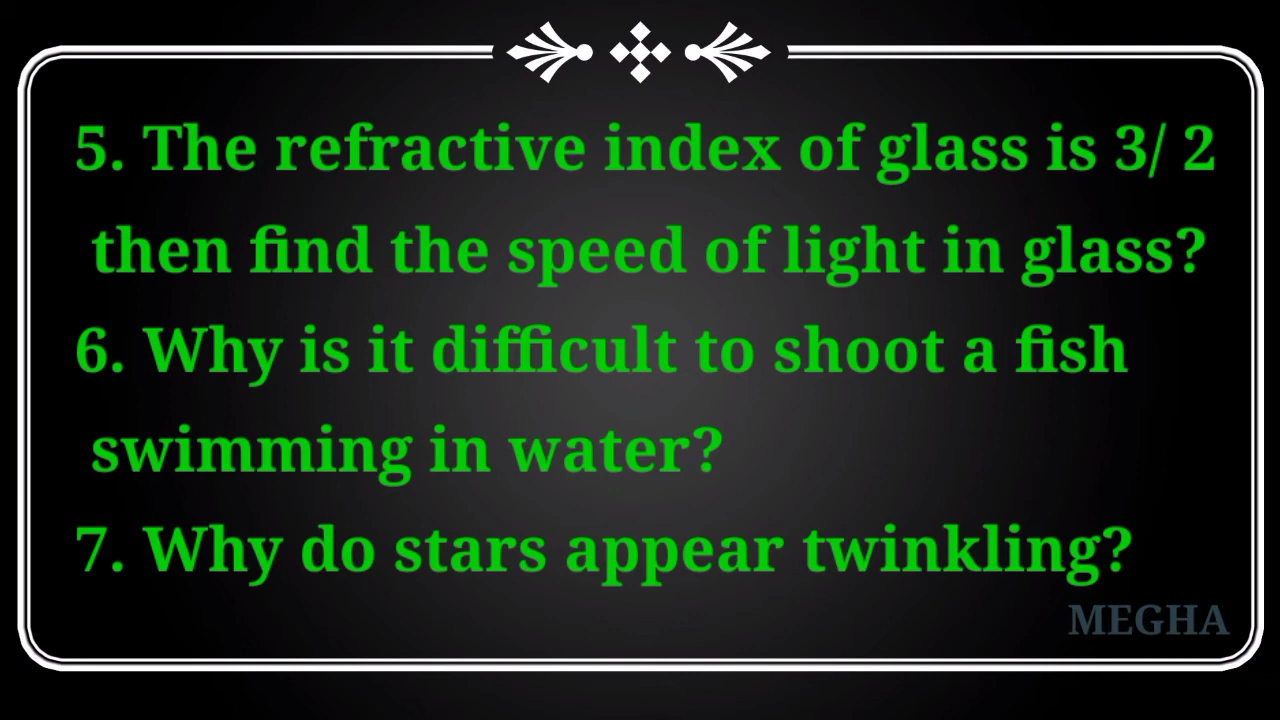 5. The refractive index of glass is 3/ 2
then find the speed of light in glass?
6. Why is it difficult to shoot a fish
swimming in water?
7. Why do stars appear twinkling?
MEGHA